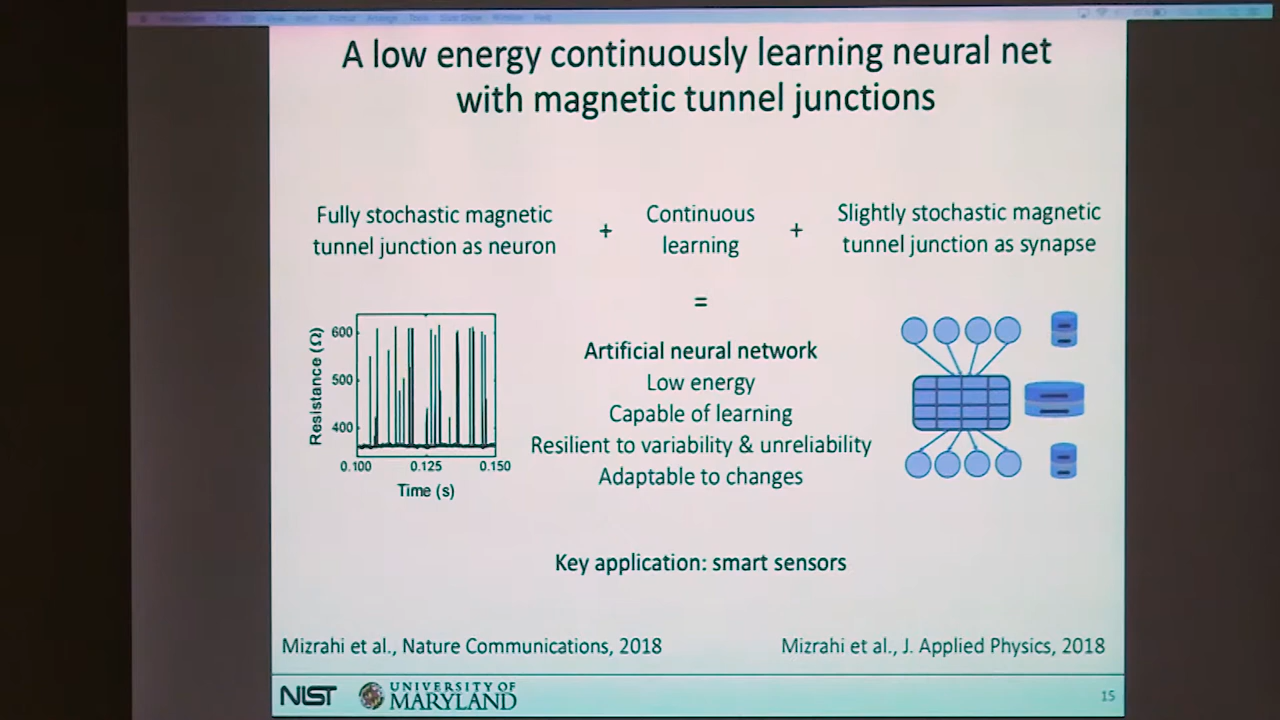 A low energy continuously learning neural net
with magnetic tunnel junctions
Fully stochastic magnetic
tunnel junction as neuron
+
Continuous
learning
+
Slightly stochastic magnetic
tunnel junction as synapse
=
Resistance (Ω)
600
500
400
0.100
0.125
0.150
Time (s)
Artificial neural network
Low energy
Capable of learning
Resilient to variability & unreliability
Adaptable to changes
Key application: smart sensors
Mizrahi et al., Nature Communications, 2018
Mizrahi et al., J. Applied Physics, 2018
NIST
UNIVERSITY OF
MARYLAND
15